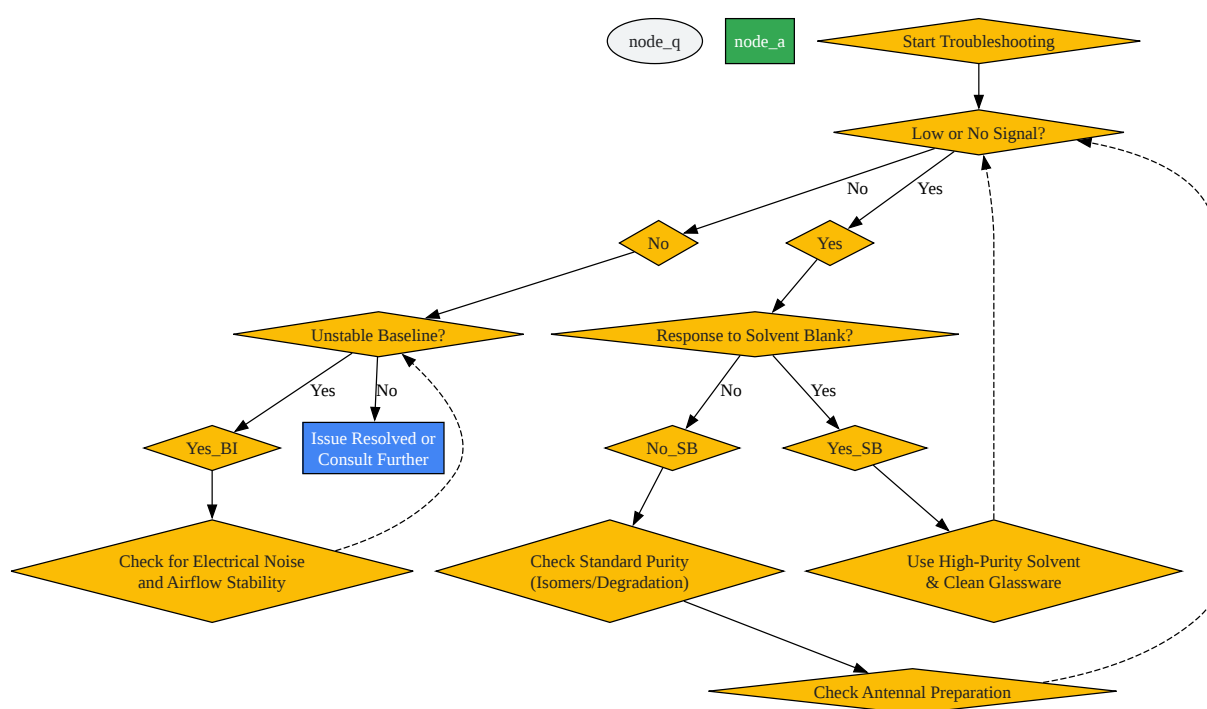 node_q
node_a
Start Troubleshooting
Low or No Signal?
No
Yes
No
Yes
Unstable Baseline?
Response to Solvent Blank?
Yes
No
No
Yes
Yes_BI
Issue Resolved or
Consult Further
No_SB
Yes_SB
Check for Electrical Noise
and Airflow Stability
Check Standard Purity
(Isomers/Degradation)
Use High-Purity Solvent
& Clean Glassware
Check Antennal Preparation